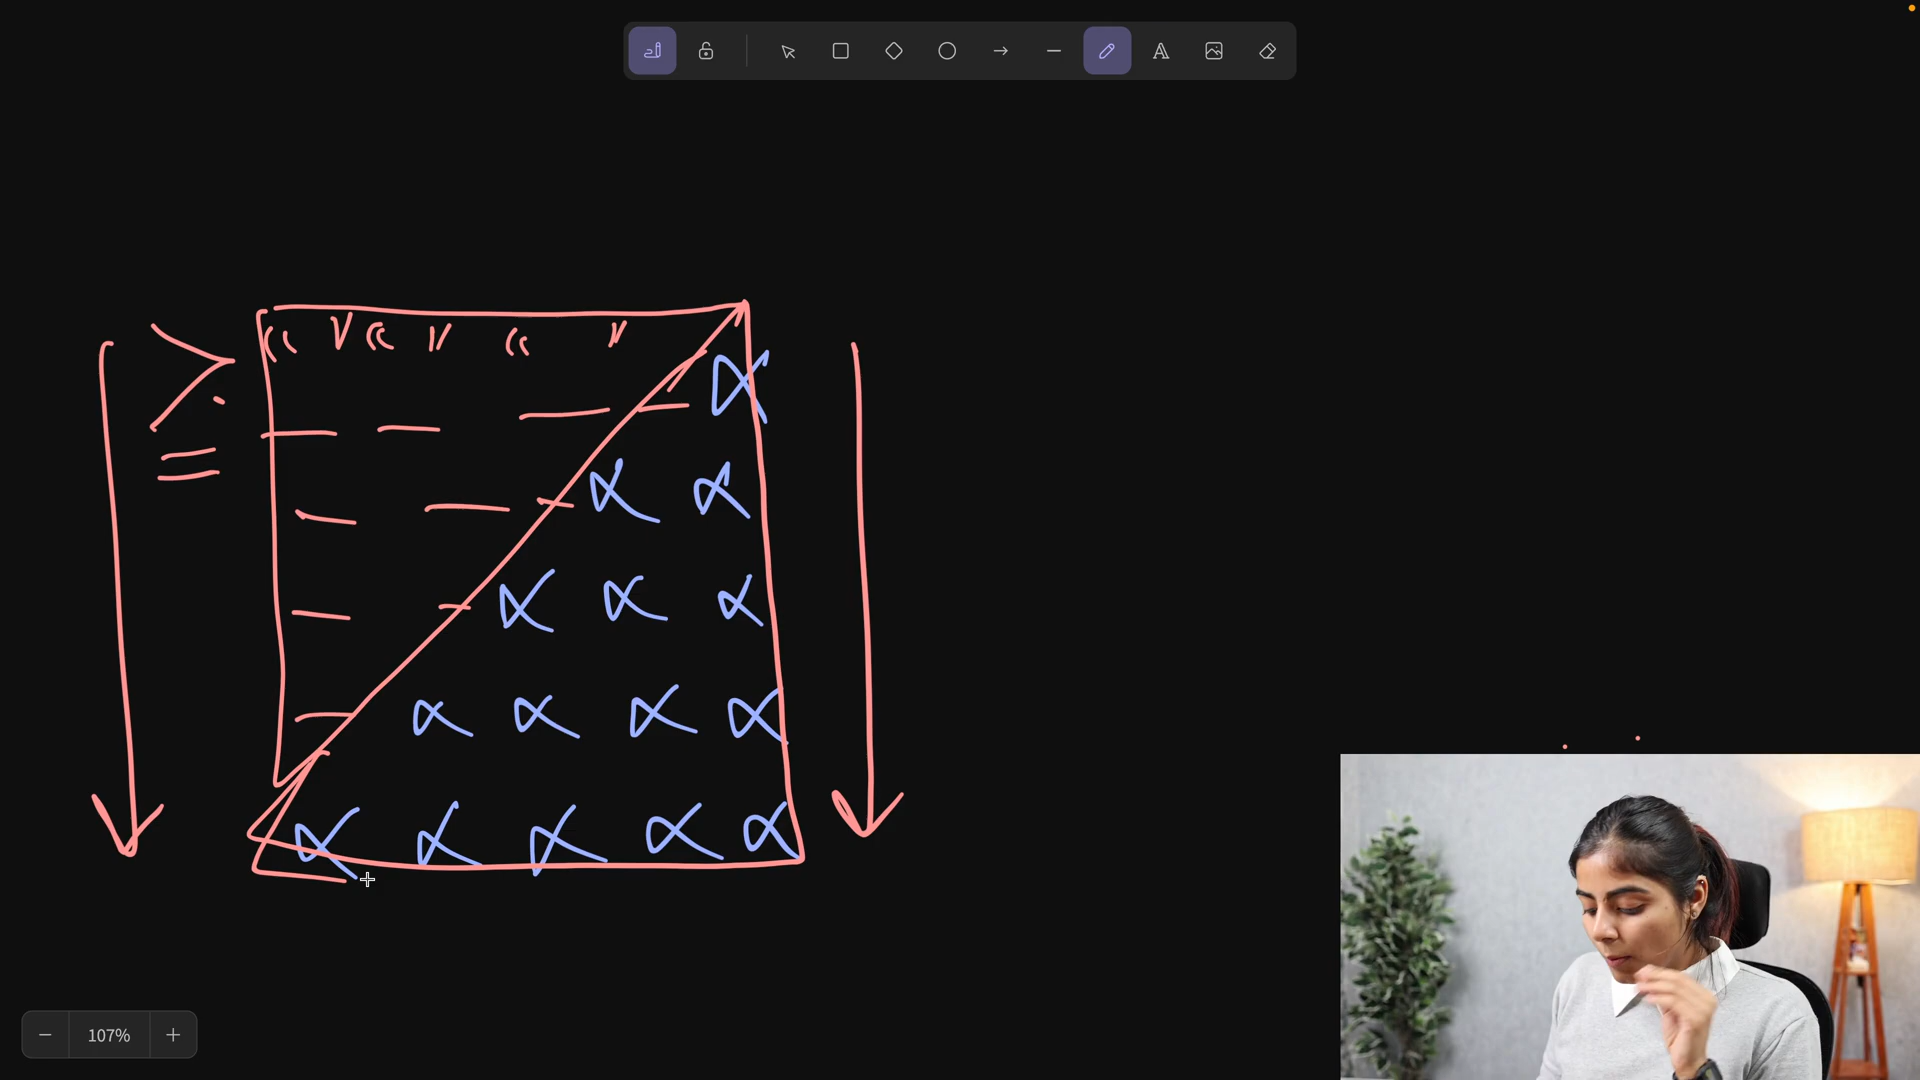 " " " " " "
α
α α
α α α
α α α α
α α α α α
107%